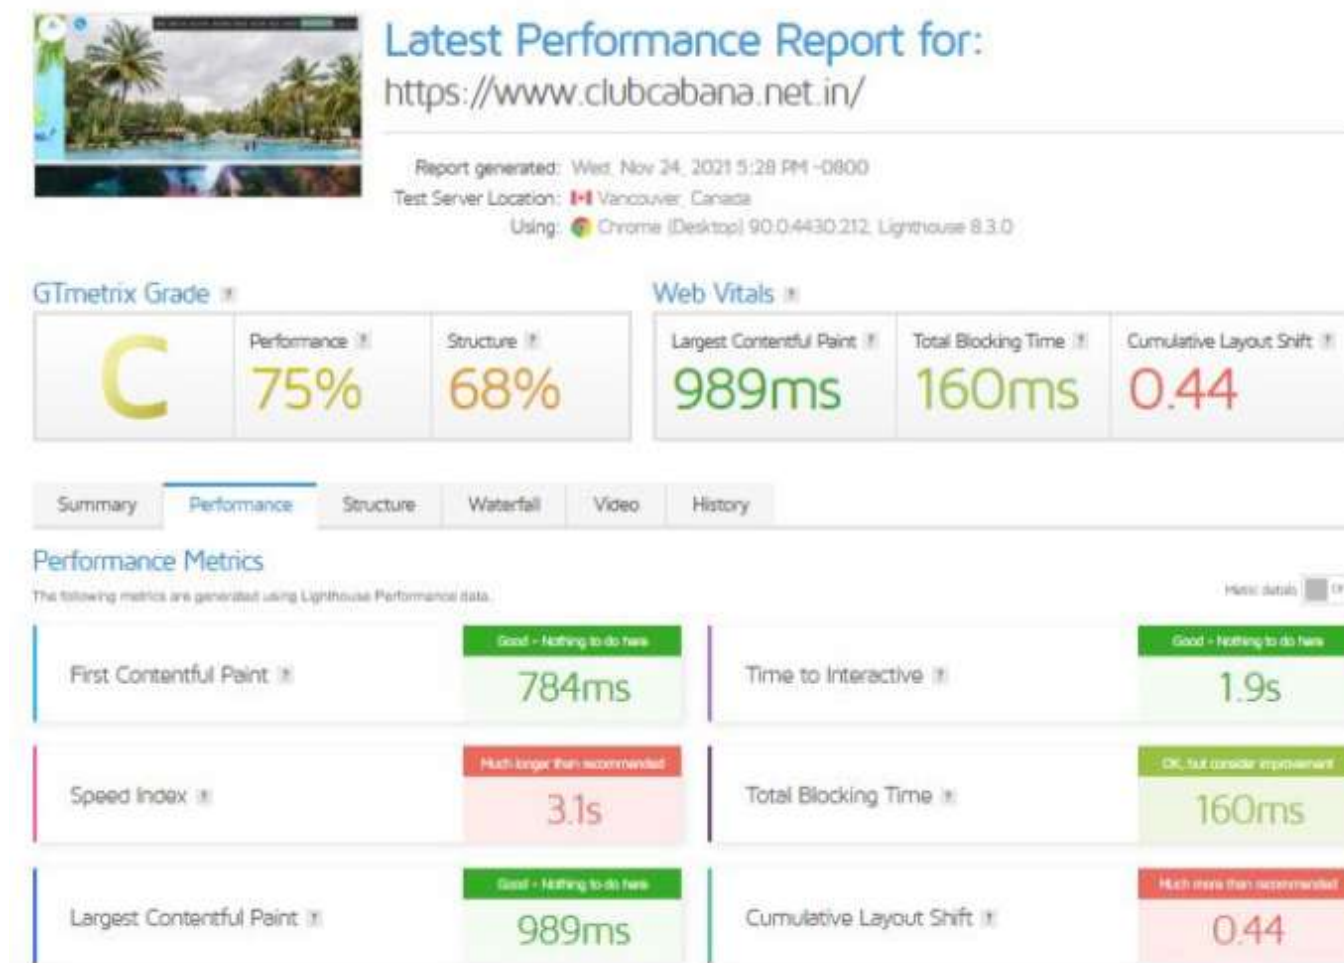 Latest Performance Report for:
https://www.clubcabana.net.in/
Report generated: Wed, Nov 24, 2021 5:28 PM -0800
Test Server Location: Vancouver, Canada
Using: Chrome (Desktop) 90.0.4430.212, Lighthouse 8.3.0
GTmetrix Grade ?
Web Vitals ?
C
Performance ?
75%
Structure ?
68%
Largest Contentful Paint ?
989ms
Total Blocking Time ?
160ms
Cumulative Layout Shift ?
0.44
Summary Performance Structure Waterfall Video History
Performance Metrics
The following metrics are generated using Lighthouse Performance data.
Metric details
First Contentful Paint ?
Good - Nothing to do here
784ms
Time to Interactive ?
Good - Nothing to do here
1.9s
Speed Index ?
Much longer than recommended
3.1s
Total Blocking Time ?
OK, but consider improvement
160ms
Largest Contentful Paint ?
Good - Nothing to do here
989ms
Cumulative Layout Shift ?
Much more than recommended
0.44